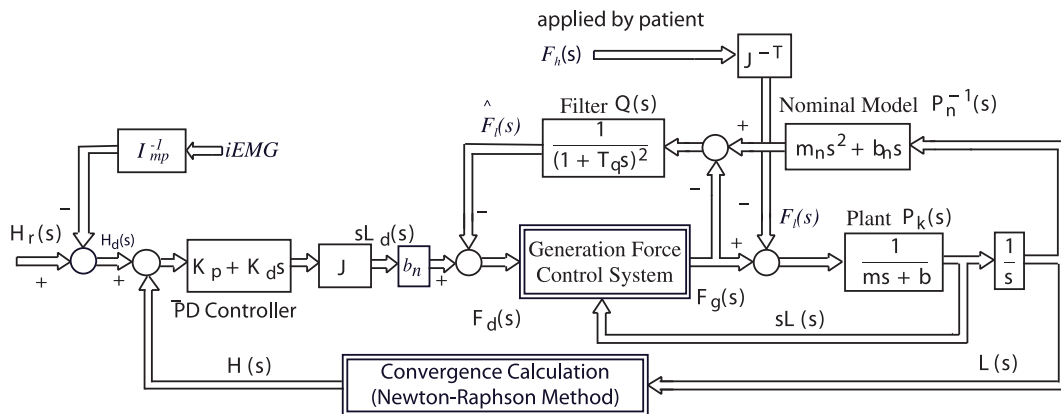 applied by patient
F_h(s)
J^{-T}
Filter Q(s)
Nominal Model P_n^{-1}(s)
^
F_l(s)
+
+
1
(1 + T_q s)^2
m_n s^2 + b_n s
I_{mp}^{-1}
iEMG
−
−
−
−
H_r(s)
H_d(s)
sL_d(s)
F_l(s)
Plant P_k(s)
K_p + K_d s
J
b_n
Generation Force
Control System
+
1
ms + b
1
s
+
+
+
−
PD Controller
F_d(s)
F_g(s)
sL(s)
H(s)
Convergence Calculation
(Newton-Raphson Method)
L(s)